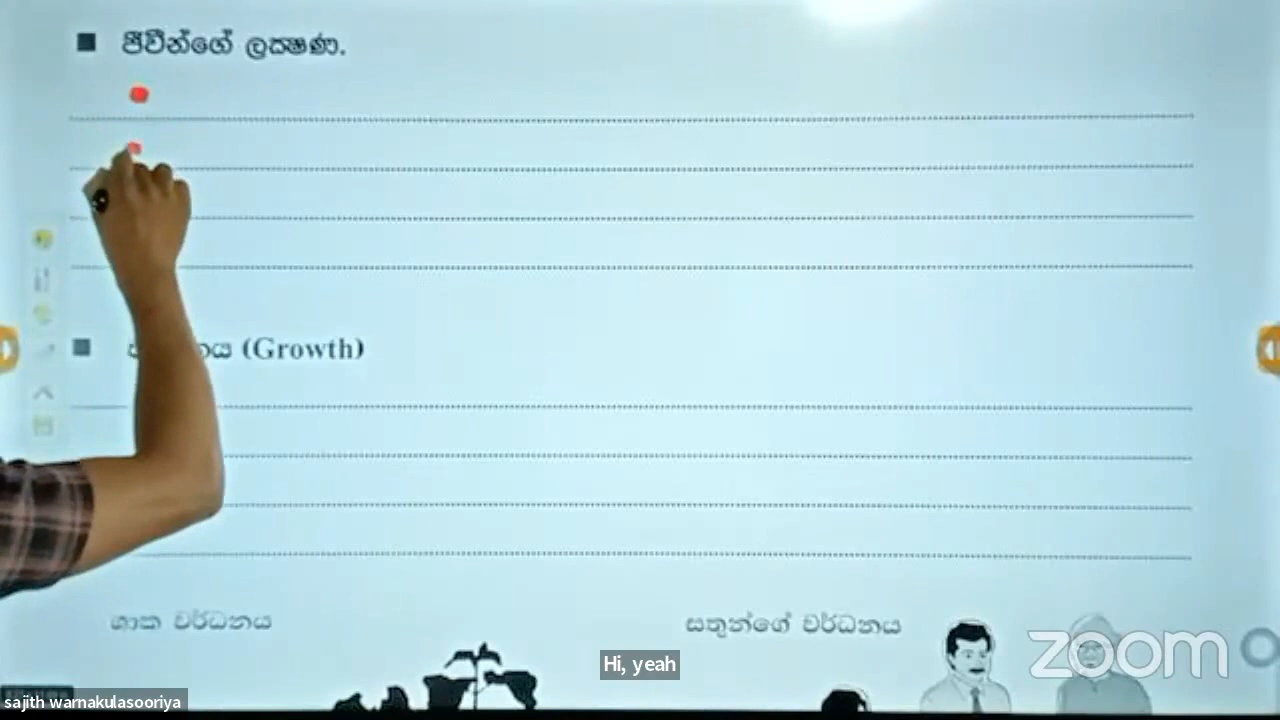 ජීවීන්ගේ ලක්‍ෂණ.
(Growth)
ශාක වර්ධනය
සතුන්ගේ වර්ධනය
Hi, yeah
zoom
sajith warnakulasooriya